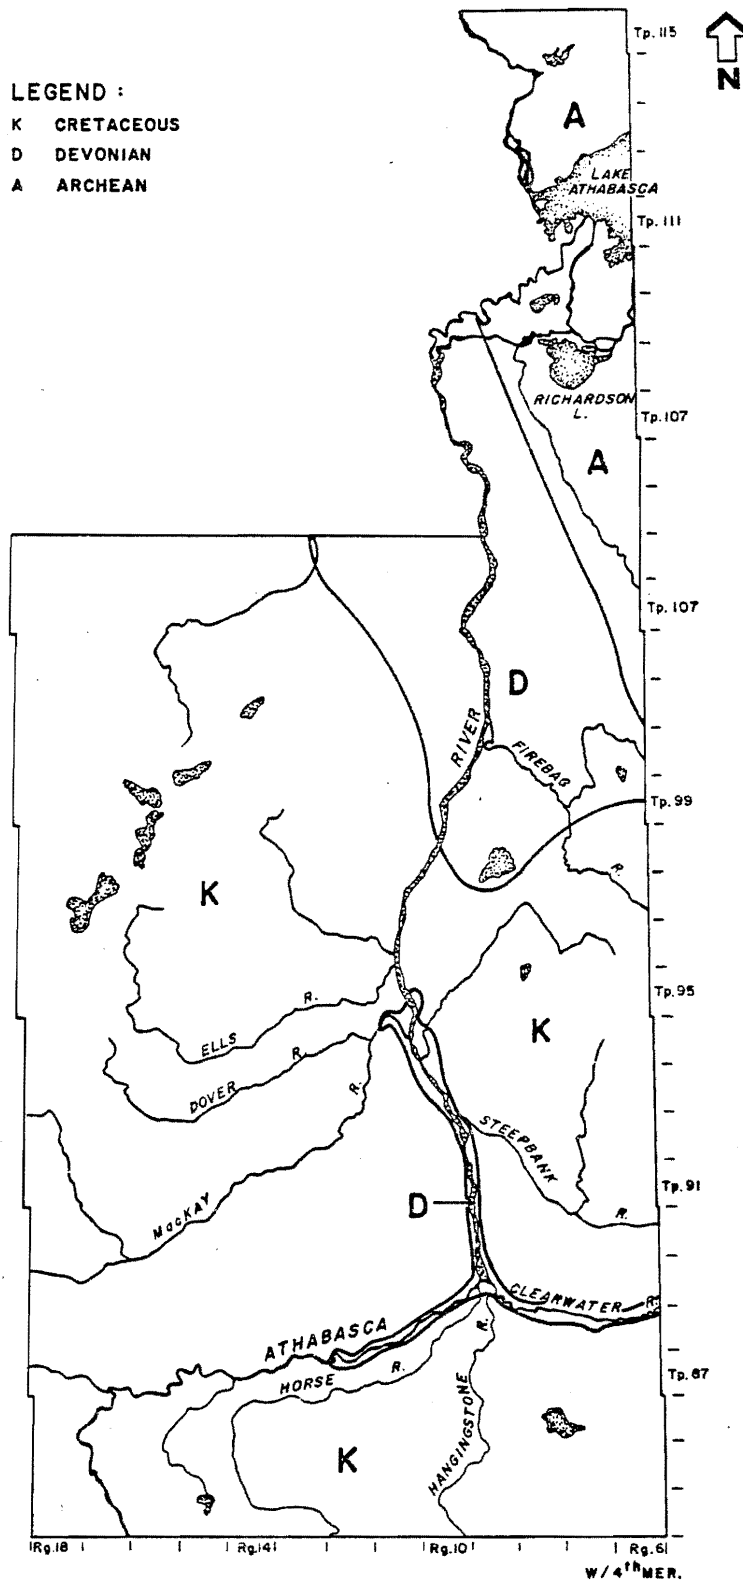 Tp.115
N
LEGEND :
K CRETACEOUS
D DEVONIAN
A ARCHEAN
A
LAKE
ATHABASCA
Tp.111
RICHARDSON
L.
Tp.107
A
Tp.107
D
RIVER
FIREBAG
R.
Tp.99
K
Tp.95
K
R.
ELLS
R.
DOVER
R.
MacKAY
STEEPBANK
R.
Tp.91
D
CLEARWATER R.
ATHABASCA
R.
HORSE R.
Tp.87
HANGINGSTONE
K
Rg.18 Rg.14 Rg.10 Rg.6
W/4thMER.